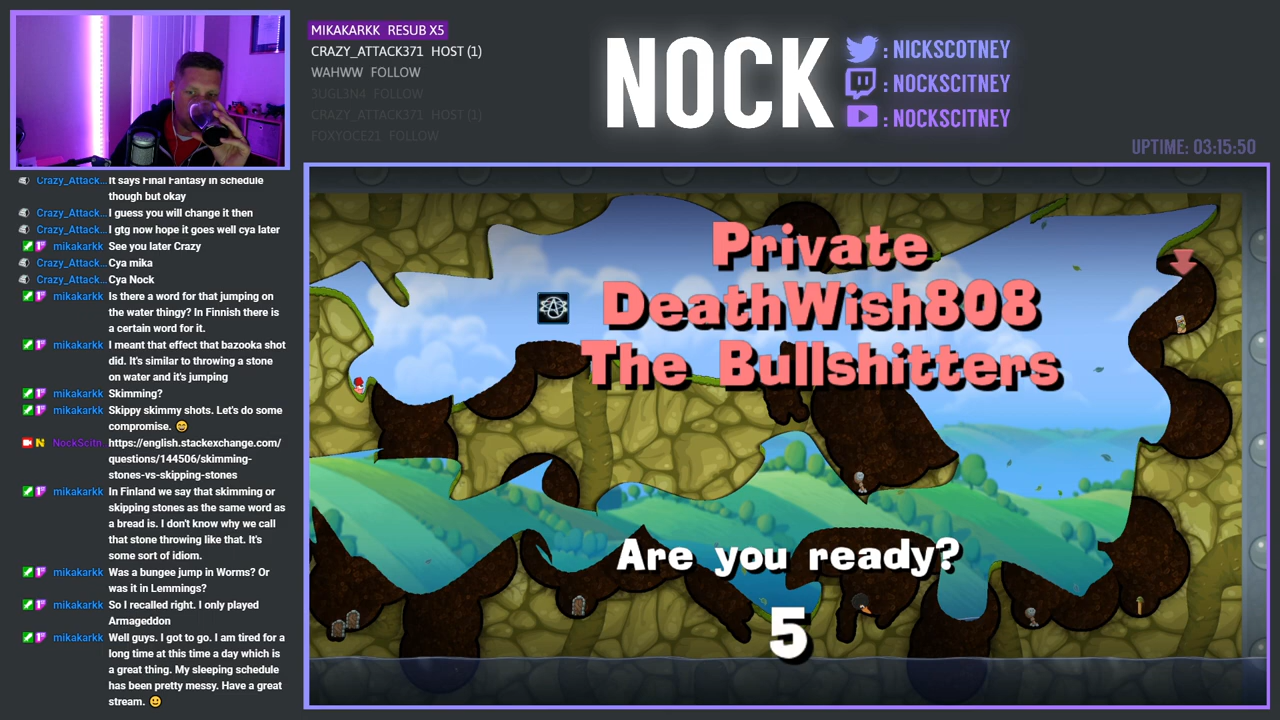 MIKAKARKK RESUB X5
CRAZY_ATTACK371 HOST (1)
WAHWW FOLLOW
3UGL3N4 FOLLOW
CRAZY_ATTACK371 HOST (1)
FOXYOCE21 FOLLOW
NOCK
: NICKSCOTNEY
: NOCKSCITNEY
: NOCKSCITNEY
UPTIME: 03:15:50
Crazy_Attack... It says Final Fantasy in schedule
though but okay
Crazy_Attack... I guess you will change it then
Crazy_Attack... I gtg now hope it goes well cya later
mikakarkk See you later Crazy
Crazy_Attack... Cya mika
Crazy_Attack... Cya Nock
mikakarkk Is there a word for that jumping on
the water thingy? In Finnish there is
a certain word for it.
mikakarkk I meant that effect that bazooka shot
did. It's similar to throwing a stone
on water and it's jumping
mikakarkk Skimming?
mikakarkk Skippy skimmy shots. Let's do some
compromise. 😄
N NockScitn... https://english.stackexchange.com/
questions/144506/skimming-
stones-vs-skipping-stones
mikakarkk In Finland we say that skimming or
skipping stones as the same word as
a bread is. I don't know why we call
that stone throwing like that. It's
some sort of idiom.
mikakarkk Was a bungee jump in Worms? Or
was it in Lemmings?
mikakarkk So I recalled right. I only played
Armageddon
mikakarkk Well guys. I got to go. I am tired for a
long time at this time a day which is
a great thing. My sleeping schedule
has been pretty messy. Have a great
stream. 🙂
Private
DeathWish808
The Bullshitters
Are you ready?
5